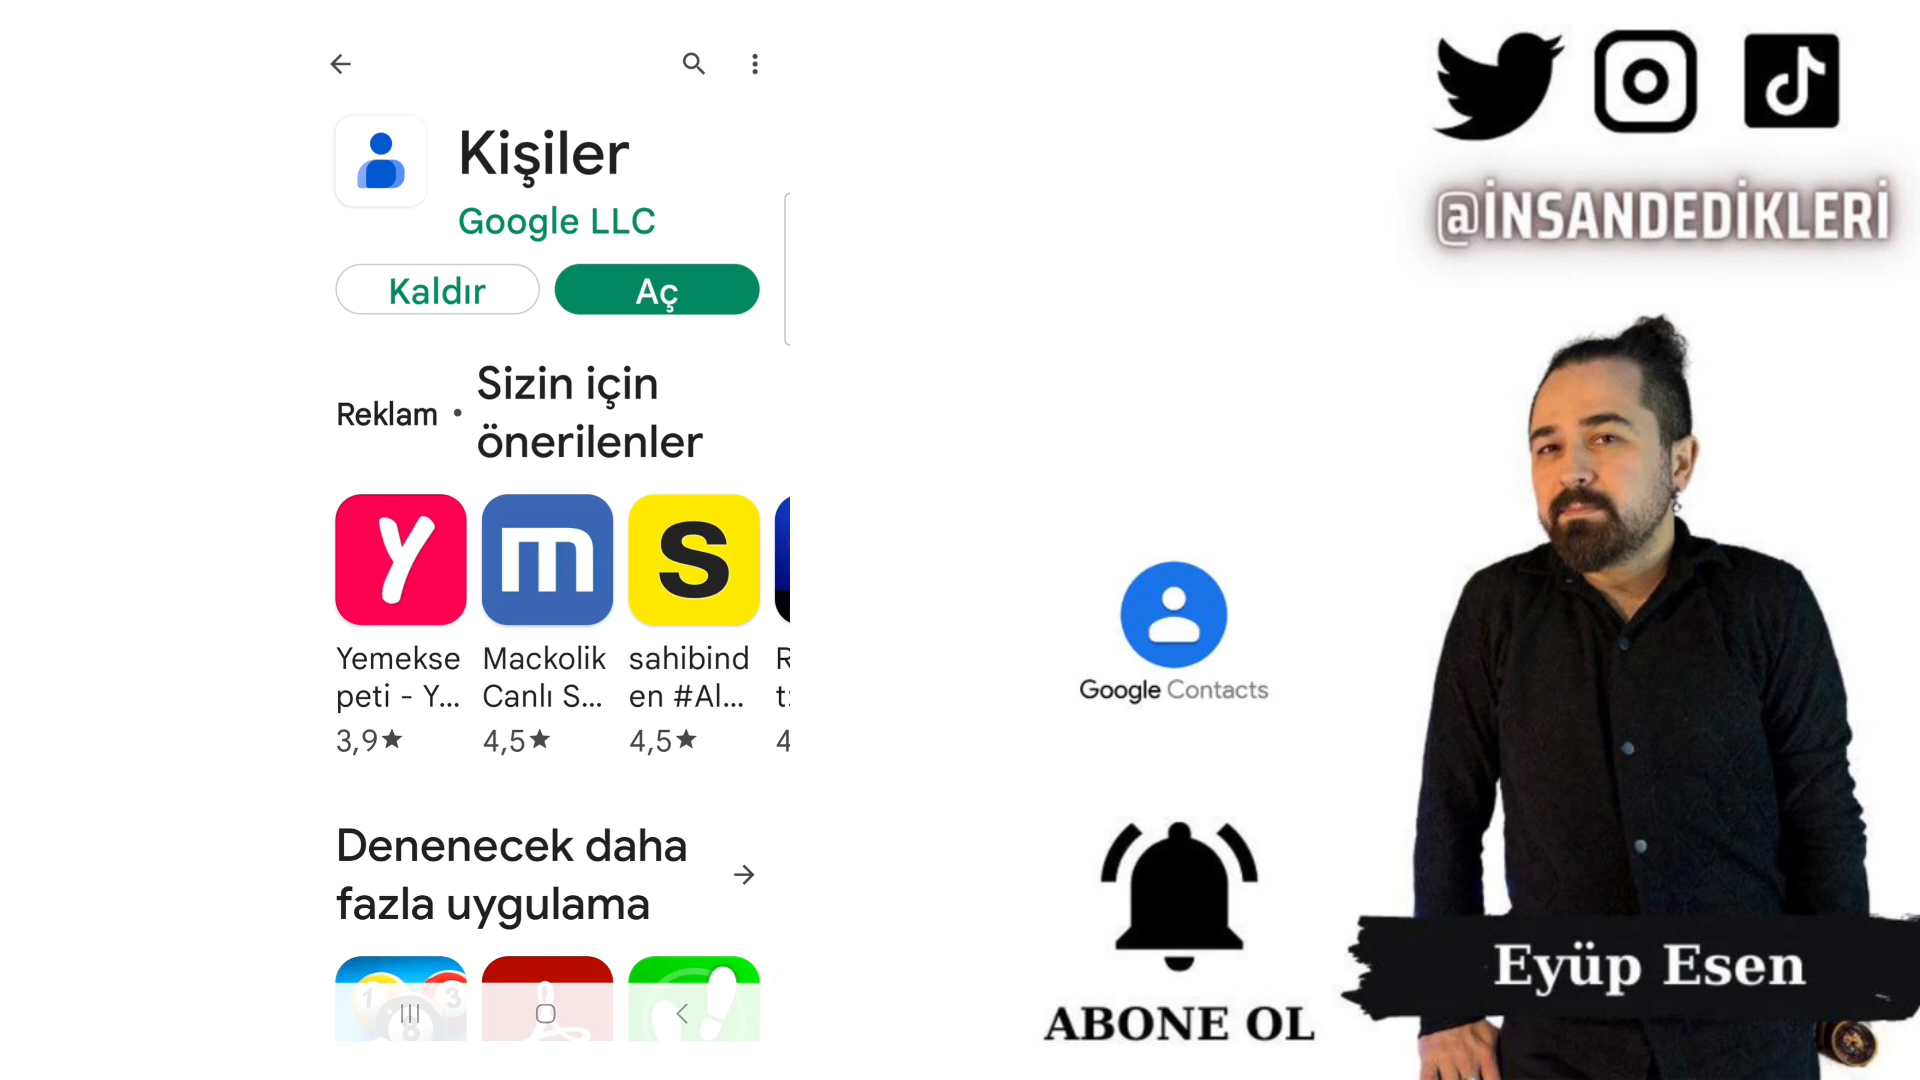 Kişiler
Google LLC
Kaldır
Aç
Reklam •
Sizin için
önerilenler
Yemekse
peti - Y...
3,9★
Mackolik
Canlı S...
4,5★
sahibind
en #Al...
4,5★
R
t:
4
Denenecek daha
fazla uygulama
@İNSANDEDİKLERİ
Google Contacts
ABONE OL
Eyüp Esen